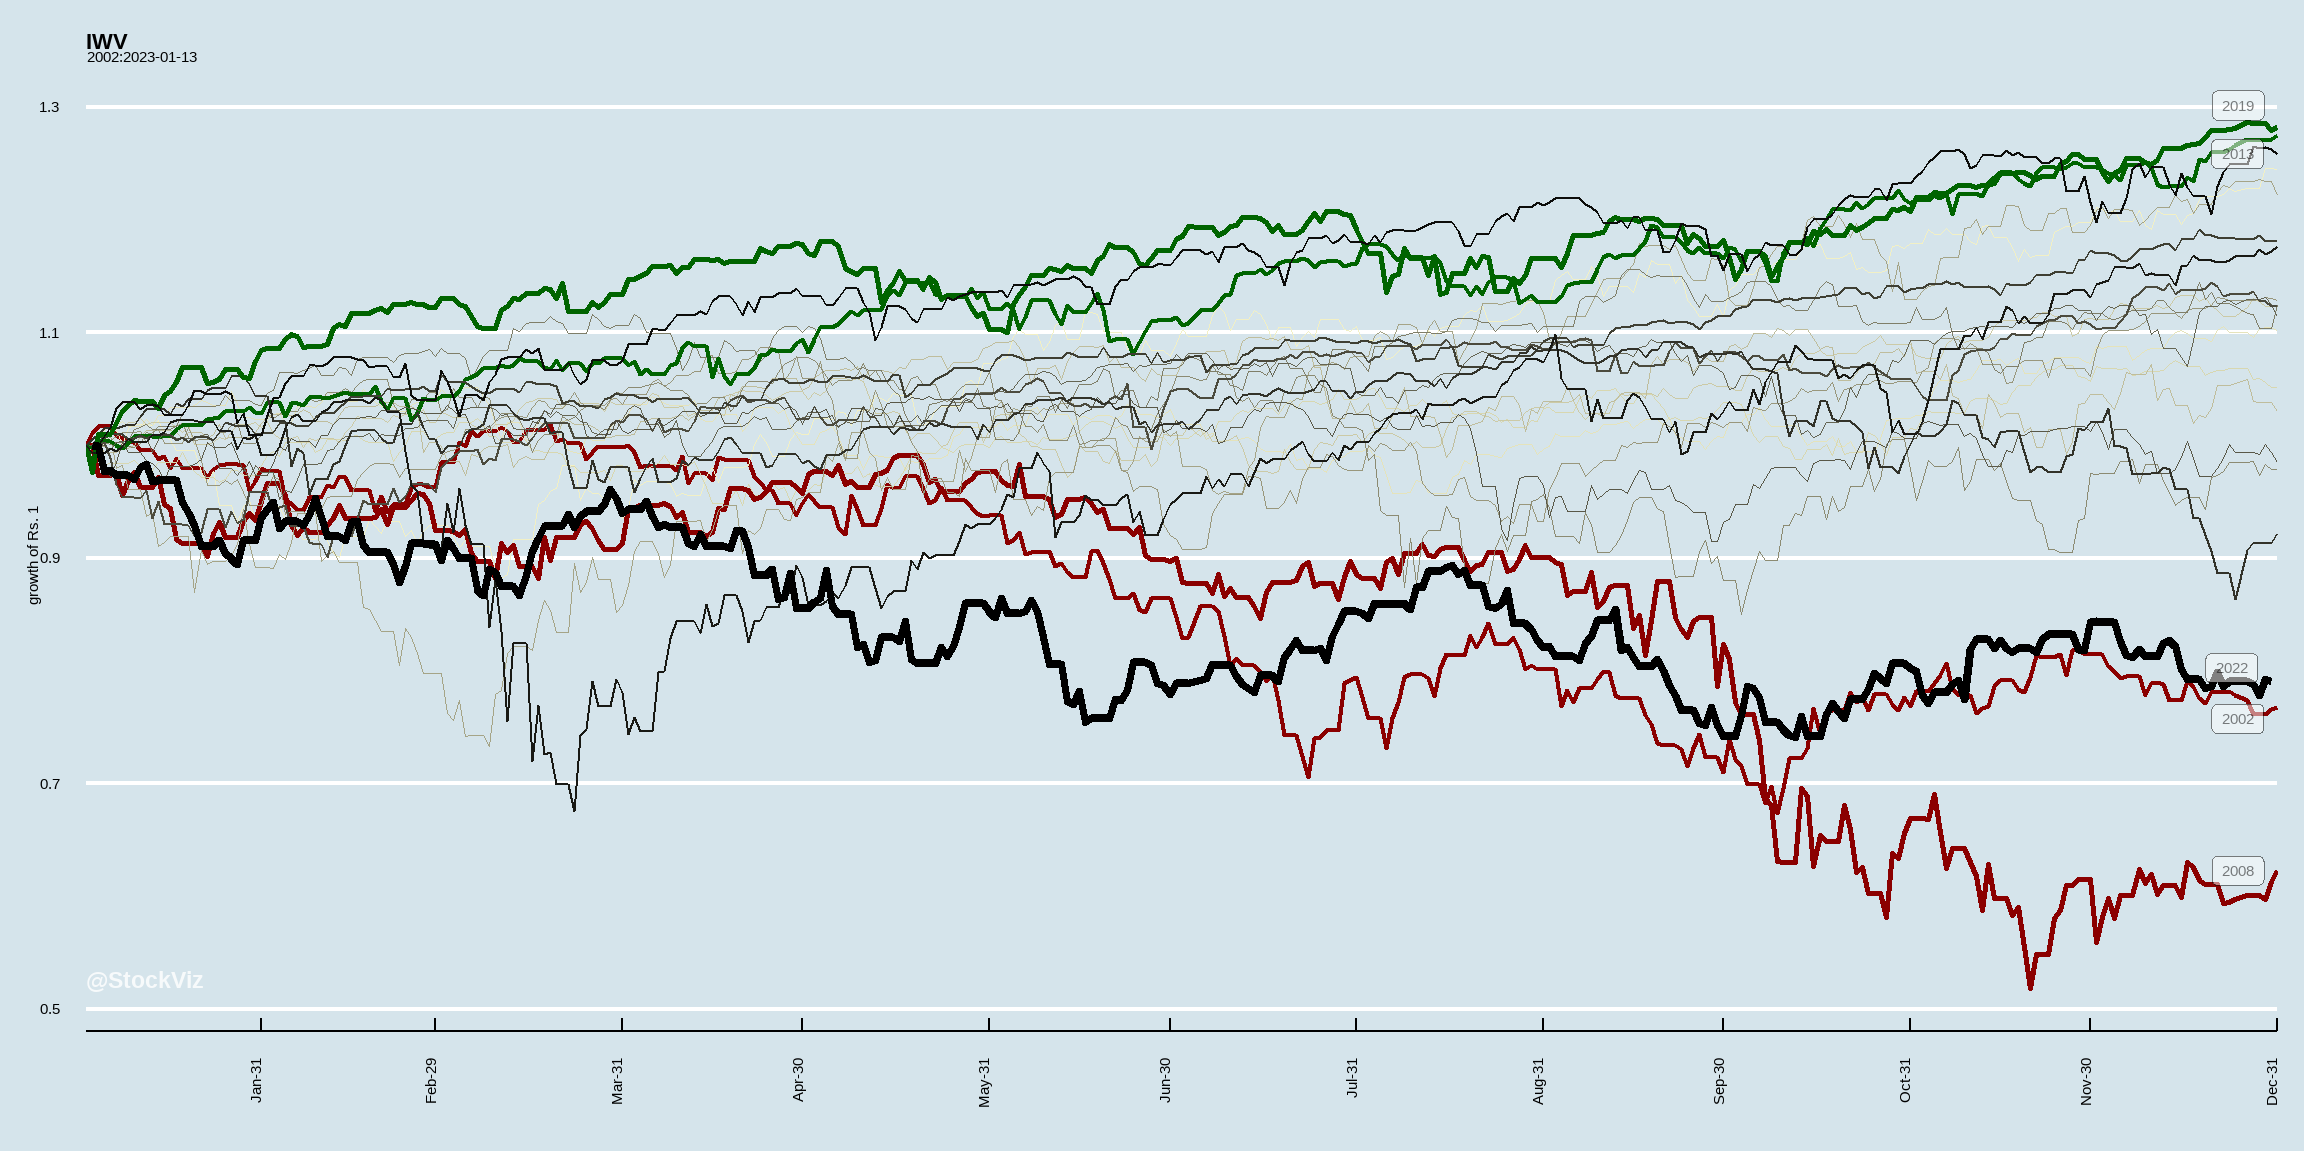 IWV
2002:2023-01-13
growth of Rs. 1
1.3
1.1
0.9
0.7
0.5
2019
2013
2022
2002
2008
@StockViz
Jan-31
Feb-29
Mar-31
Apr-30
May-31
Jun-30
Jul-31
Aug-31
Sep-30
Oct-31
Nov-30
Dec-31